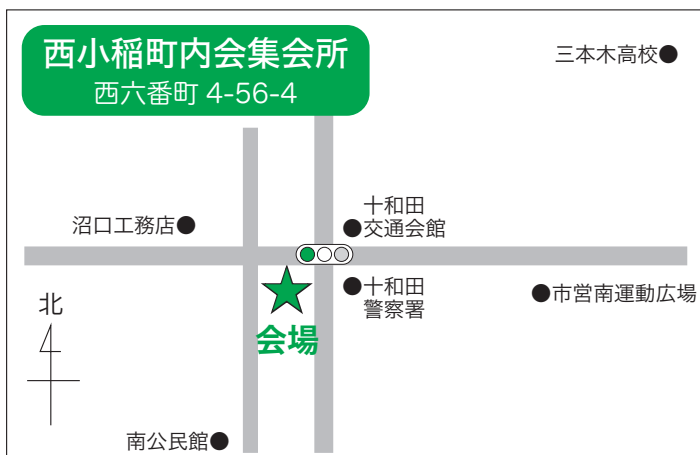 西小稲町内会集会所
西六番町 4-56-4
三本木高校●
沼口工務店●
十和田
●交通会館
●十和田
警察署
●市営南運動広場
会場
北
南公民館●